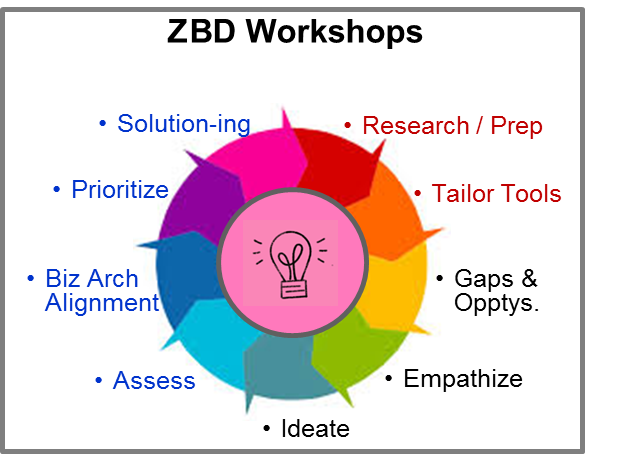 ZBD Workshops
• Solution-ing
• Research / Prep
• Prioritize
• Tailor Tools
• Biz Arch
Alignment
• Gaps &
Opptys.
• Assess
• Empathize
• Ideate